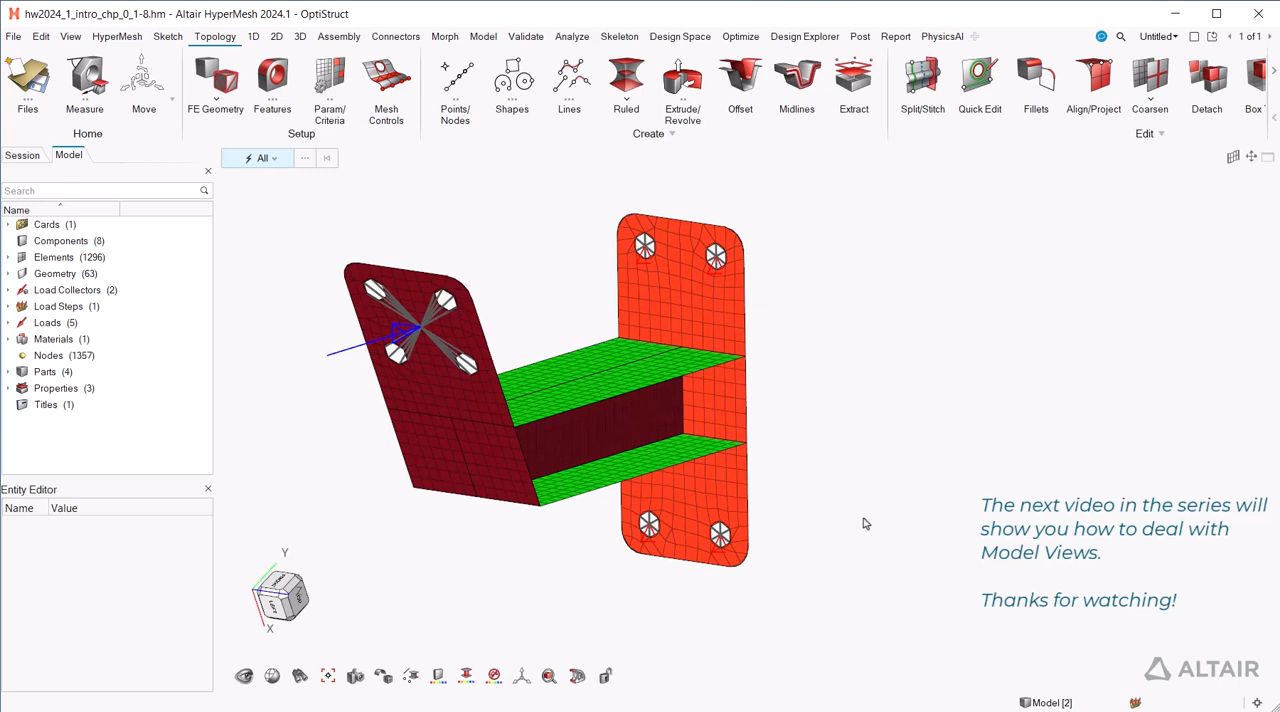 hw2024_1_intro_chp_0_1-8.hm - Altair HyperMesh 2024.1 - OptiStruct
File Edit View HyperMesh Sketch Topology 1D 2D 3D Assembly Connectors Morph Model Validate Analyze Skeleton Design Space Optimize Design Explorer Post Report PhysicsAI Untitled 1 of 1
Files Measure Move FE Geometry Features Param/ Criteria Mesh Controls Points/ Nodes Shapes Lines Ruled Extrude/ Revolve Offset Midlines Extract Split/Stitch Quick Edit Fillets Align/Project Coarsen Detach Box T
Home Setup Create Edit
Session Model
All
Search
Name
Cards (1)
Components (8)
Elements (1296)
Geometry (63)
Load Collectors (2)
Load Steps (1)
Loads (5)
Materials (1)
Nodes (1357)
Parts (4)
Properties (3)
Titles (1)
Entity Editor
Name Value
Y
FRONT
LEFT
X
The next video in the series will
show you how to deal with
Model Views.
Thanks for watching!
ALTAIR
Model [2]